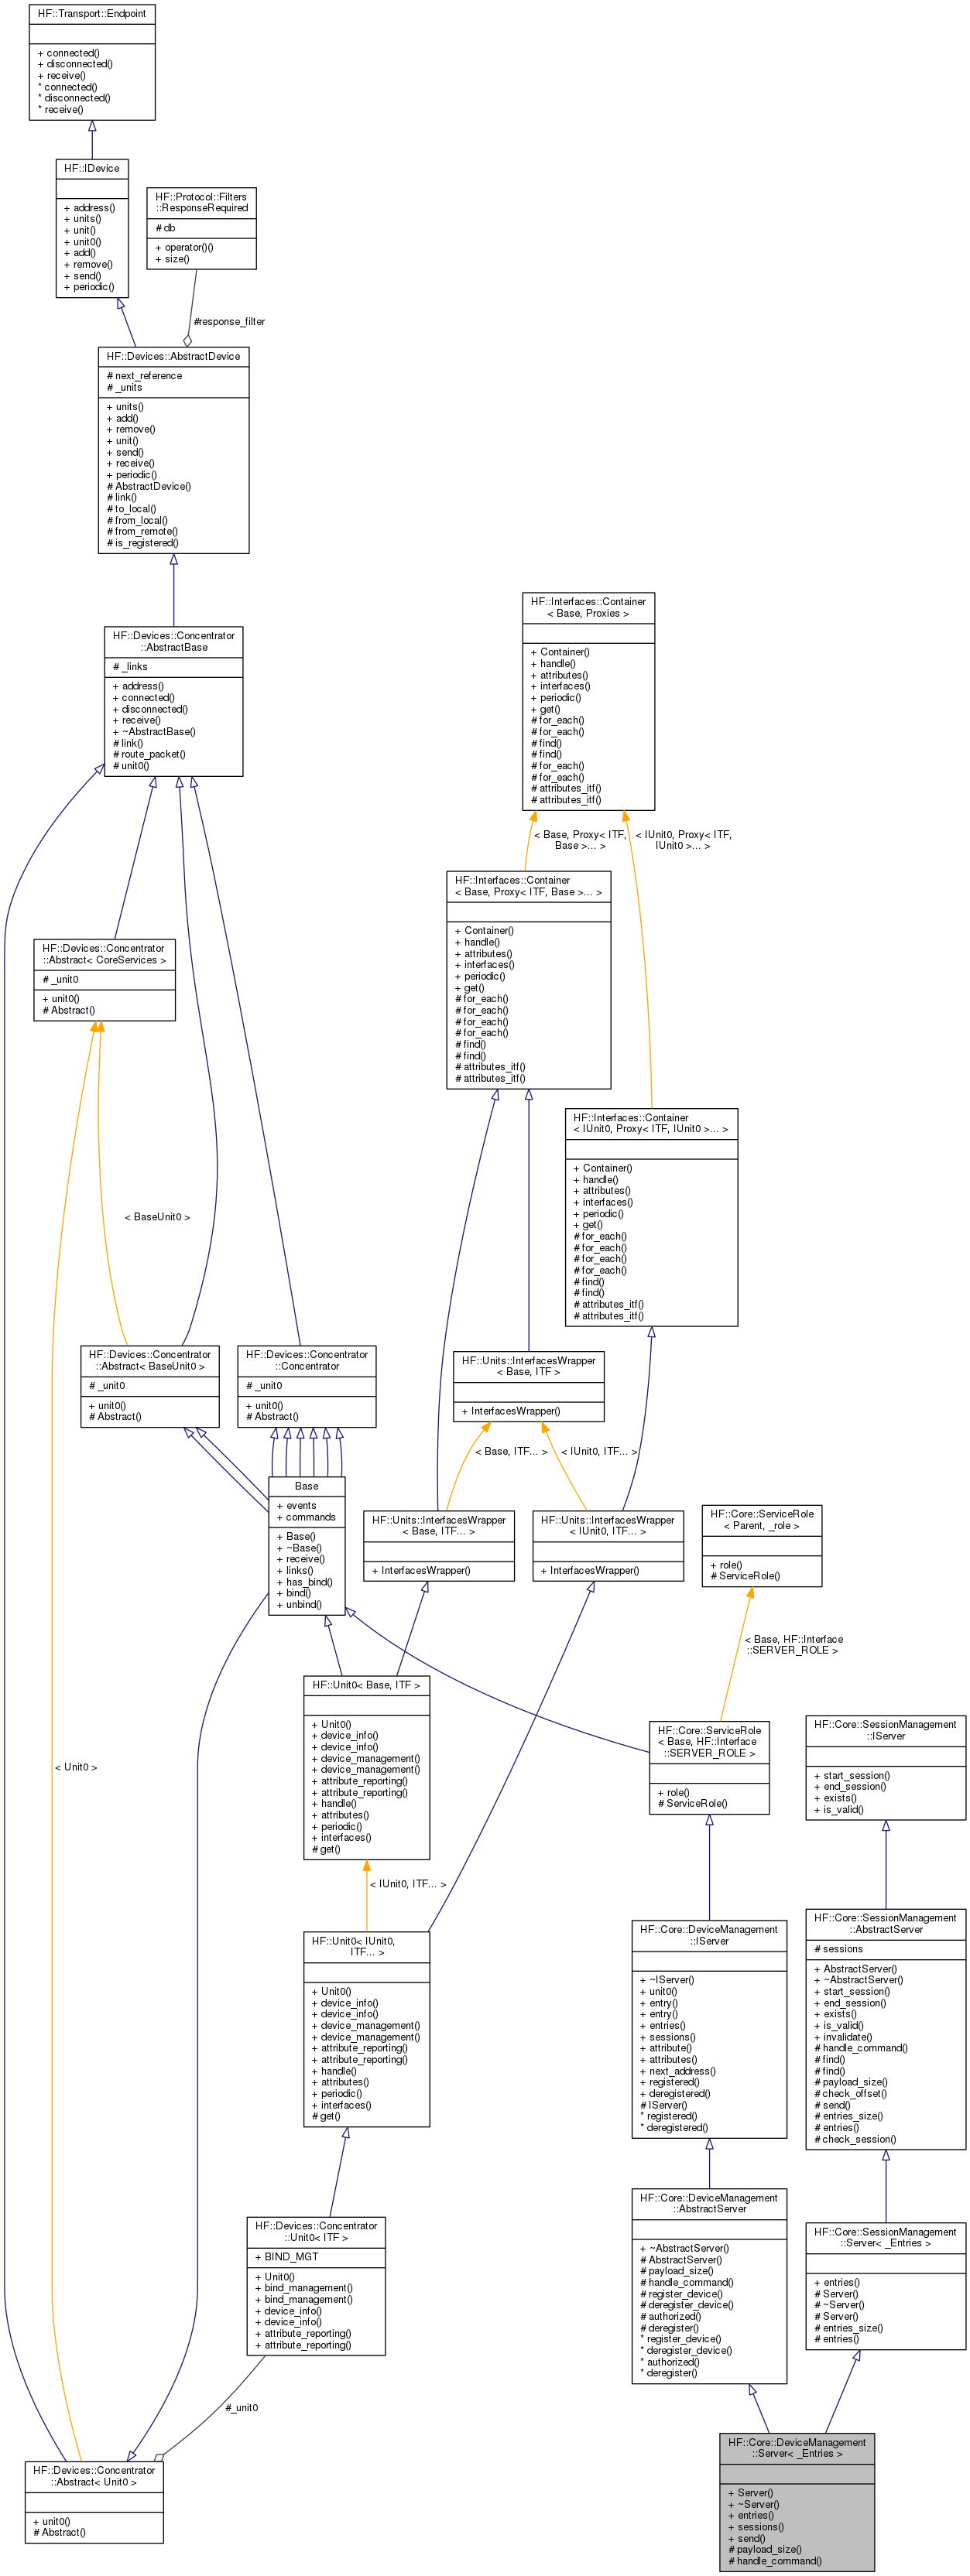 HF::Transport::Endpoint
+ connected()
+ disconnected()
+ receive()
* connected()
* disconnected()
* receive()
HF::IDevice
+ address()
+ units()
+ unit()
+ unit0()
+ add()
+ remove()
+ send()
+ periodic()
HF::Protocol::Filters
::ResponseRequired
# db
+ operator()()
+ size()
#response_filter
HF::Devices::AbstractDevice
# next_reference
# _units
+ units()
+ add()
+ remove()
+ unit()
+ send()
+ receive()
+ periodic()
# AbstractDevice()
# link()
# to_local()
# from_local()
# from_remote()
# is_registered()
HF::Devices::Concentrator
::AbstractBase
# _links
+ address()
+ connected()
+ disconnected()
+ receive()
+ ~AbstractBase()
# link()
# route_packet()
# unit0()
HF::Interfaces::Container
< Base, Proxies >
+ Container()
+ handle()
+ attributes()
+ interfaces()
+ periodic()
+ get()
# for_each()
# for_each()
# find()
# find()
# for_each()
# for_each()
# attributes_itf()
# attributes_itf()
< Base, Proxy< ITF,
Base >... >
< IUnit0, Proxy< ITF,
IUnit0 >... >
HF::Interfaces::Container
< Base, Proxy< ITF, Base >... >
+ Container()
+ handle()
+ attributes()
+ interfaces()
+ periodic()
+ get()
# for_each()
# for_each()
# for_each()
# for_each()
# find()
# find()
# attributes_itf()
# attributes_itf()
HF::Devices::Concentrator
::Abstract< CoreServices >
# _unit0
+ unit0()
# Abstract()
HF::Interfaces::Container
< IUnit0, Proxy< ITF, IUnit0 >... >
+ Container()
+ handle()
+ attributes()
+ interfaces()
+ periodic()
+ get()
# for_each()
# for_each()
# for_each()
# for_each()
# find()
# find()
# attributes_itf()
# attributes_itf()
< BaseUnit0 >
HF::Devices::Concentrator
::Abstract< BaseUnit0 >
# _unit0
+ unit0()
# Abstract()
HF::Devices::Concentrator
::Concentrator
# _unit0
+ unit0()
# Abstract()
HF::Units::InterfacesWrapper
< Base, ITF >
+ InterfacesWrapper()
< Base, ITF... >
< IUnit0, ITF... >
Base
+ events
+ commands
+ Base()
+ ~Base()
+ receive()
+ links()
+ has_bind()
+ bind()
+ unbind()
HF::Units::InterfacesWrapper
< Base, ITF... >
+ InterfacesWrapper()
HF::Units::InterfacesWrapper
< IUnit0, ITF... >
+ InterfacesWrapper()
HF::Core::ServiceRole
< Parent, _role >
+ role()
# ServiceRole()
< Base, HF::Interface
::SERVER_ROLE >
HF::Unit0< Base, ITF >
+ Unit0()
+ device_info()
+ device_info()
+ device_management()
+ device_management()
+ attribute_reporting()
+ attribute_reporting()
+ handle()
+ attributes()
+ periodic()
+ interfaces()
# get()
HF::Core::ServiceRole
< Base, HF::Interface
::SERVER_ROLE >
+ role()
# ServiceRole()
HF::Core::SessionManagement
::IServer
+ start_session()
+ end_session()
+ exists()
+ is_valid()
< Unit0 >
< IUnit0, ITF... >
HF::Unit0< IUnit0,
ITF... >
+ Unit0()
+ device_info()
+ device_info()
+ device_management()
+ device_management()
+ attribute_reporting()
+ attribute_reporting()
+ handle()
+ attributes()
+ periodic()
+ interfaces()
# get()
HF::Core::DeviceManagement
::IServer
+ ~IServer()
+ unit0()
+ entry()
+ entry()
+ entries()
+ sessions()
+ attribute()
+ attributes()
+ next_address()
+ registered()
+ deregistered()
# IServer()
* registered()
* deregistered()
HF::Core::SessionManagement
::AbstractServer
# sessions
+ AbstractServer()
+ ~AbstractServer()
+ start_session()
+ end_session()
+ exists()
+ is_valid()
+ invalidate()
# handle_command()
# find()
# find()
# payload_size()
# check_offset()
# send()
# entries_size()
# entries()
# check_session()
HF::Devices::Concentrator
::Unit0< ITF >
+ BIND_MGT
+ Unit0()
+ bind_management()
+ bind_management()
+ device_info()
+ device_info()
+ attribute_reporting()
+ attribute_reporting()
HF::Core::DeviceManagement
::AbstractServer
+ ~AbstractServer()
# AbstractServer()
# payload_size()
# handle_command()
# register_device()
# deregister_device()
# authorized()
# deregister()
* register_device()
* deregister_device()
* authorized()
* deregister()
HF::Core::SessionManagement
::Server< _Entries >
+ entries()
# Server()
# ~Server()
# Server()
# entries_size()
# entries()
#_unit0
HF::Devices::Concentrator
::Abstract< Unit0 >
+ unit0()
# Abstract()
HF::Core::DeviceManagement
::Server< _Entries >
+ Server()
+ ~Server()
+ entries()
+ sessions()
+ send()
# payload_size()
# handle_command()